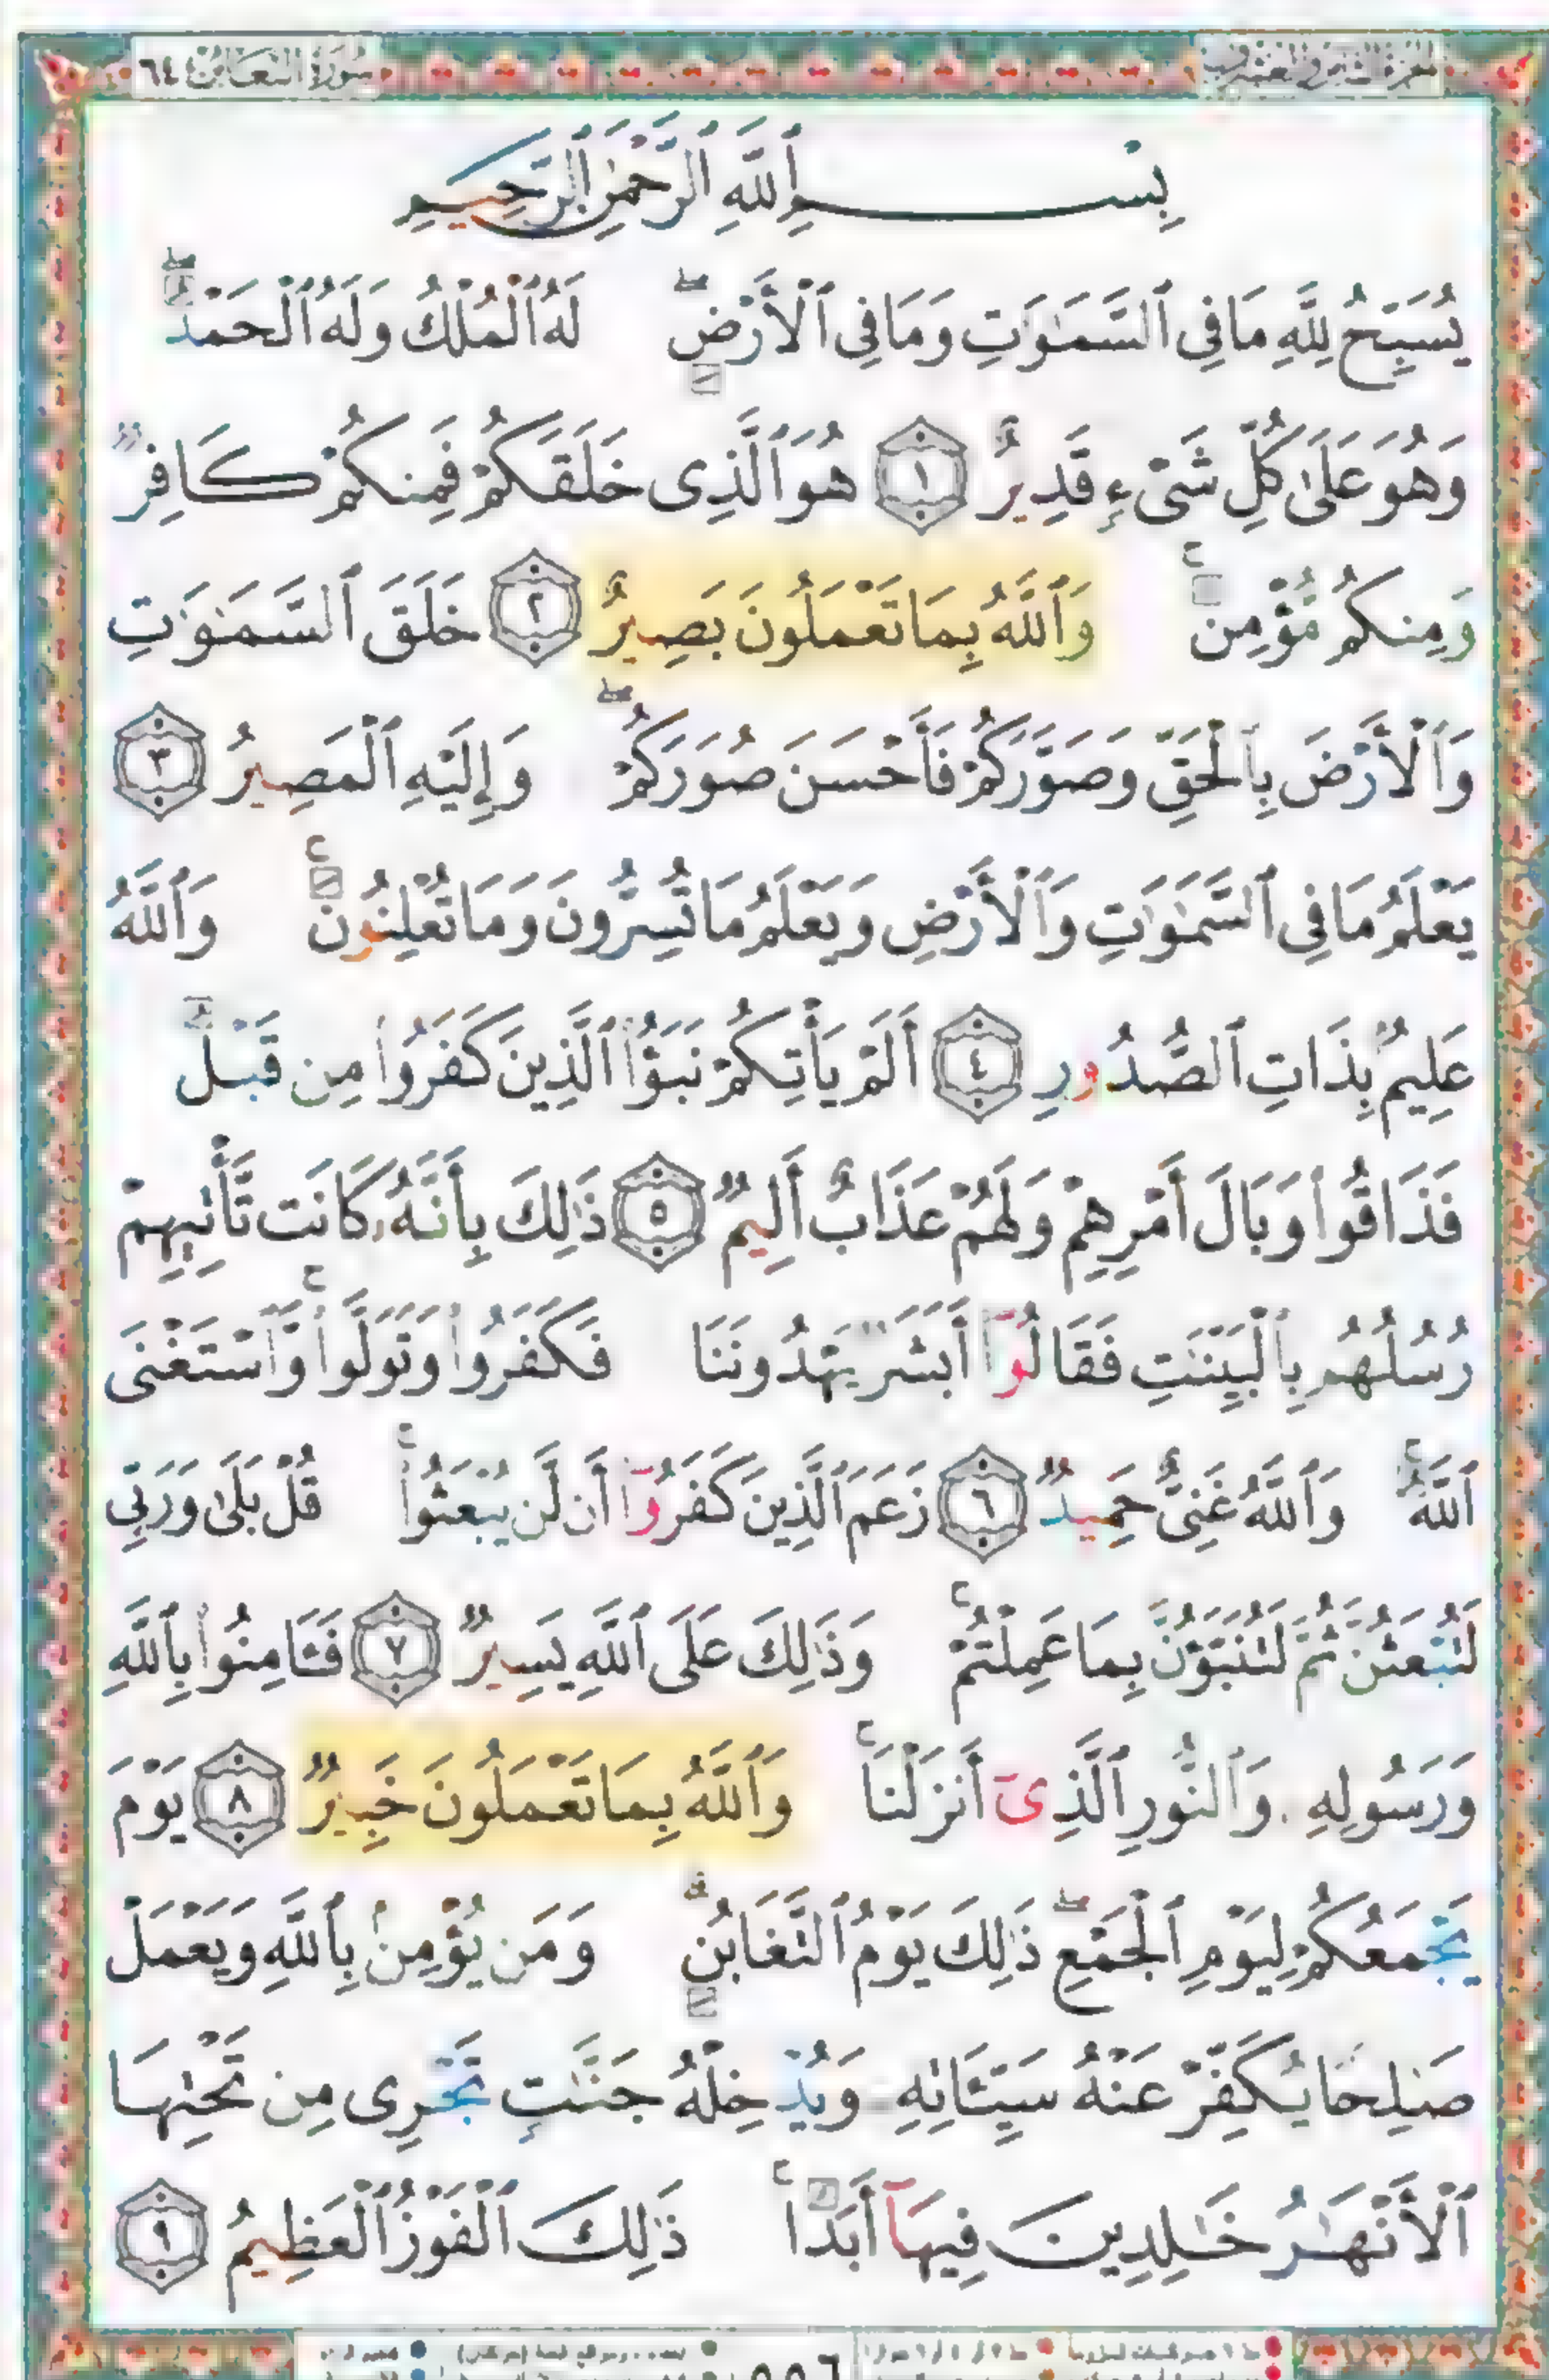 سورة التغابن ٦٤
بِسْمِ ٱللَّهِ ٱلرَّحْمَٰنِ ٱلرَّحِيمِ
يُسَبِّحُ لِلَّهِ مَا فِى ٱلسَّمَٰوَٰتِ وَمَا فِى ٱلْأَرْضِ ۖ لَهُ ٱلْمُلْكُ وَلَهُ ٱلْحَمْدُ ۖ
وَهُوَ عَلَىٰ كُلِّ شَىْءٍ قَدِيرٌ ١ هُوَ ٱلَّذِى خَلَقَكُمْ فَمِنكُمْ كَافِرٌ
وَمِنكُم مُّؤْمِنٌ ۚ وَٱللَّهُ بِمَا تَعْمَلُونَ بَصِيرٌ ٢ خَلَقَ ٱلسَّمَٰوَٰتِ
وَٱلْأَرْضَ بِٱلْحَقِّ وَصَوَّرَكُمْ فَأَحْسَنَ صُوَرَكُمْ ۖ وَإِلَيْهِ ٱلْمَصِيرُ ٣
يَعْلَمُ مَا فِى ٱلسَّمَٰوَٰتِ وَٱلْأَرْضِ وَيَعْلَمُ مَا تُسِرُّونَ وَمَا تُعْلِنُونَ ۚ وَٱللَّهُ
عَلِيمٌۢ بِذَاتِ ٱلصُّدُورِ ٤ أَلَمْ يَأْتِكُمْ نَبَؤُا۟ ٱلَّذِينَ كَفَرُوا۟ مِن قَبْلُ
فَذَاقُوا۟ وَبَالَ أَمْرِهِمْ وَلَهُمْ عَذَابٌ أَلِيمٌ ٥ ذَٰلِكَ بِأَنَّهُۥ كَانَت تَّأْتِيهِمْ
رُسُلُهُم بِٱلْبَيِّنَٰتِ فَقَالُوٓا۟ أَبَشَرٌ يَهْدُونَنَا فَكَفَرُوا۟ وَتَوَلَّوا۟ ۚ وَّٱسْتَغْنَى
ٱللَّهُ ۚ وَٱللَّهُ غَنِىٌّ حَمِيدٌ ٦ زَعَمَ ٱلَّذِينَ كَفَرُوٓا۟ أَن لَّن يُبْعَثُوا۟ ۚ قُلْ بَلَىٰ وَرَبِّى
لَتُبْعَثُنَّ ثُمَّ لَتُنَبَّؤُنَّ بِمَا عَمِلْتُمْ ۚ وَذَٰلِكَ عَلَى ٱللَّهِ يَسِيرٌ ٧ فَـَٔامِنُوا۟ بِٱللَّهِ
وَرَسُولِهِۦ وَٱلنُّورِ ٱلَّذِىٓ أَنزَلْنَا ۚ وَٱللَّهُ بِمَا تَعْمَلُونَ خَبِيرٌ ٨ يَوْمَ
يَجْمَعُكُمْ لِيَوْمِ ٱلْجَمْعِ ۖ ذَٰلِكَ يَوْمُ ٱلتَّغَابُنِ ۗ وَمَن يُؤْمِنۢ بِٱللَّهِ وَيَعْمَلْ
صَٰلِحًا يُكَفِّرْ عَنْهُ سَيِّـَٔاتِهِۦ وَيُدْخِلْهُ جَنَّٰتٍ تَجْرِى مِن تَحْتِهَا
ٱلْأَنْهَٰرُ خَٰلِدِينَ فِيهَآ أَبَدًا ۚ ذَٰلِكَ ٱلْفَوْزُ ٱلْعَظِيمُ ٩
٥٥٦